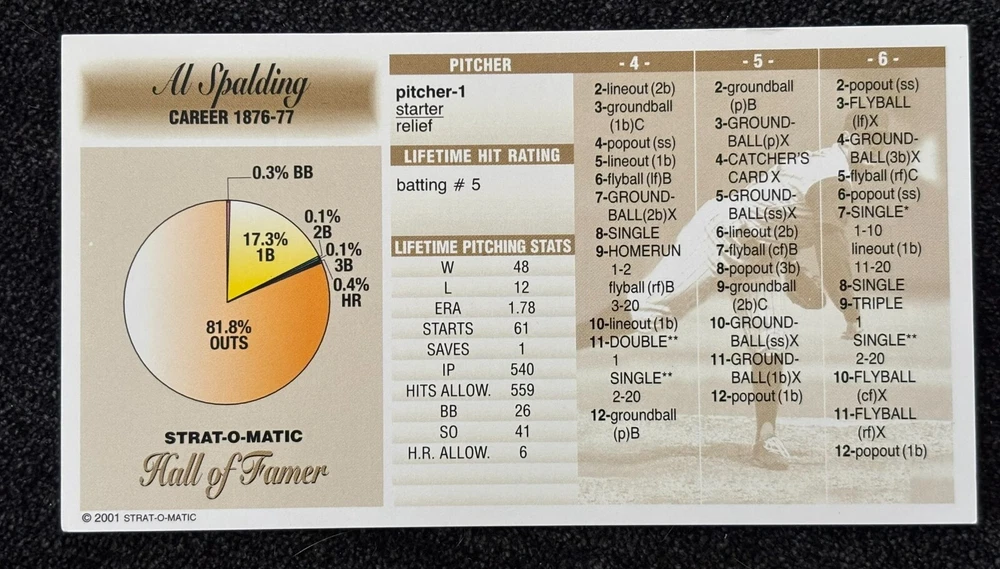 Al Spalding
CAREER 1876-77
0.3% BB
17.3%
1B
0.1%
2B
0.1%
3B
0.4%
HR
81.8%
OUTS
STRAT-O-MATIC
Hall of Famer
© 2001 STRAT-O-MATIC
PITCHER
pitcher-1
starter
relief
LIFETIME HIT RATING
batting # 5
LIFETIME PITCHING STATS
W 48
L 12
ERA 1.78
STARTS 61
SAVES 1
IP 540
HITS ALLOW. 559
BB 26
SO 41
H.R. ALLOW. 6
- 4 -
2-lineout (2b)
3-groundball
(1b)C
4-popout (ss)
5-lineout (1b)
6-flyball (lf)B
7-GROUND-
BALL(2b)X
8-SINGLE
9-HOMERUN
1-2
flyball (rf)B
3-20
10-lineout (1b)
11-DOUBLE**
1
SINGLE**
2-20
12-groundball
(p)B
- 5 -
2-groundball
(p)B
3-GROUND-
BALL(p)X
4-CATCHER'S
CARD X
5-GROUND-
BALL(ss)X
6-lineout (2b)
7-flyball (cf)B
8-popout (3b)
9-groundball
(2b)C
10-GROUND-
BALL(ss)X
11-GROUND-
BALL(1b)X
12-popout (1b)
- 6 -
2-popout (ss)
3-FLYBALL
(lf)X
4-GROUND-
BALL(3b)X
5-flyball (rf)C
6-popout (ss)
7-SINGLE*
1-10
lineout (1b)
11-20
8-SINGLE
9-TRIPLE
1
SINGLE**
2-20
10-FLYBALL
(cf)X
11-FLYBALL
(rf)X
12-popout (1b)